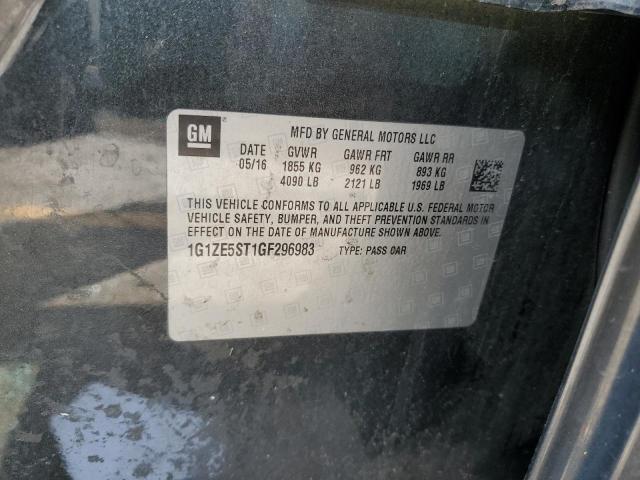 GM
MFD BY GENERAL MOTORS LLC
DATE GVWR GAWR FRT GAWR RR
05/16 1855 KG 962 KG 893 KG
4090 LB 2121 LB 1969 LB
THIS VEHICLE CONFORMS TO ALL APPLICABLE U.S. FEDERAL MOTOR
VEHICLE SAFETY, BUMPER, AND THEFT PREVENTION STANDARDS IN
EFFECT ON THE DATE OF MANUFACTURE SHOWN ABOVE.
1G1ZE5ST1GF296983 TYPE: PASS CAR